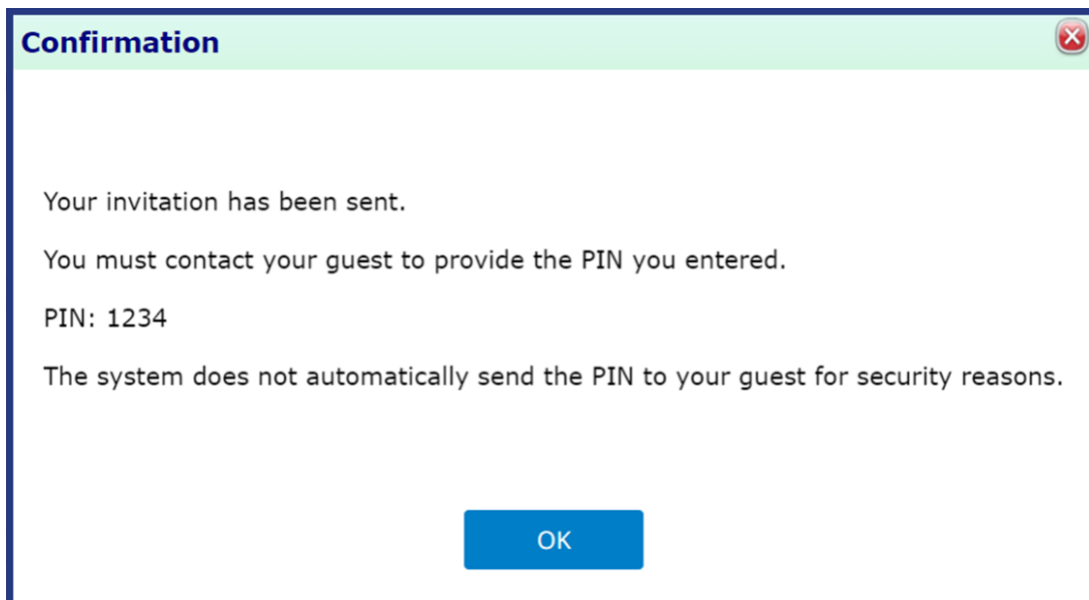 Confirmation
Your invitation has been sent.
You must contact your guest to provide the PIN you entered.
PIN: 1234
The system does not automatically send the PIN to your guest for security reasons.
OK